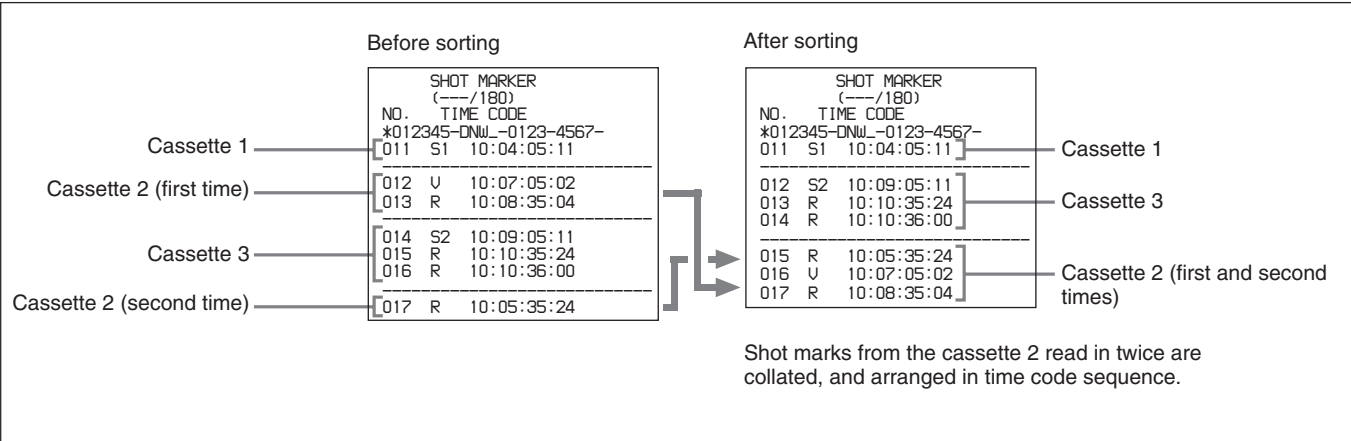 Before sorting
SHOT MARKER
(---/180)
NO. TIME CODE
*012345-DNW_-0123-4567-
011 S1 10:04:05:11
------------------------------
012 V 10:07:05:02
013 R 10:08:35:04
------------------------------
014 S2 10:09:05:11
015 R 10:10:35:24
016 R 10:10:36:00
------------------------------
017 R 10:05:35:24
Cassette 1
Cassette 2 (first time)
Cassette 3
Cassette 2 (second time)
After sorting
SHOT MARKER
(---/180)
NO. TIME CODE
*012345-DNW_-0123-4567-
011 S1 10:04:05:11
------------------------------
012 S2 10:09:05:11
013 R 10:10:35:24
014 R 10:10:36:00
------------------------------
015 R 10:05:35:24
016 V 10:07:05:02
017 R 10:08:35:04
Cassette 1
Cassette 3
Cassette 2 (first and second
times)
Shot marks from the cassette 2 read in twice are
collated, and arranged in time code sequence.